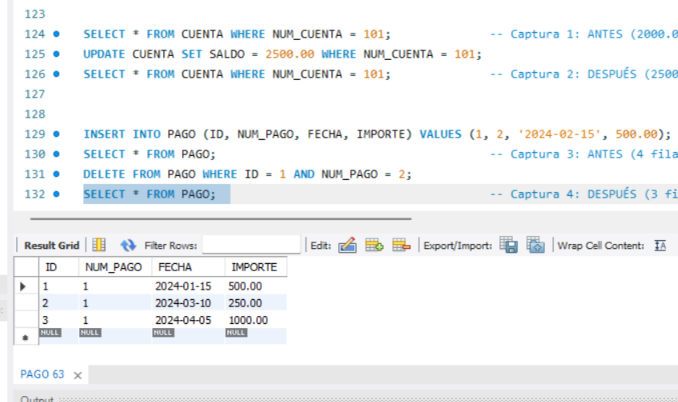 123
124 SELECT * FROM CUENTA WHERE NUM_CUENTA = 101; -- Captura 1: ANTES (2000.0
125 UPDATE CUENTA SET SALDO = 2500.00 WHERE NUM_CUENTA = 101;
126 SELECT * FROM CUENTA WHERE NUM_CUENTA = 101; -- Captura 2: DESPUÉS (2500
127
128
129 INSERT INTO PAGO (ID, NUM_PAGO, FECHA, IMPORTE) VALUES (1, 2, '2024-02-15', 500.00);
130 SELECT * FROM PAGO; -- Captura 3: ANTES (4 fila
131 DELETE FROM PAGO WHERE ID = 1 AND NUM_PAGO = 2;
132 SELECT * FROM PAGO; -- Captura 4: DESPUÉS (3 fi
Result Grid Filter Rows: Edit: Export/Import: Wrap Cell Content:
ID NUM_PAGO FECHA IMPORTE
1 1 2024-01-15 500.00
2 1 2024-03-10 250.00
3 1 2024-04-05 1000.00
NULL NULL NULL NULL
PAGO 63
Output